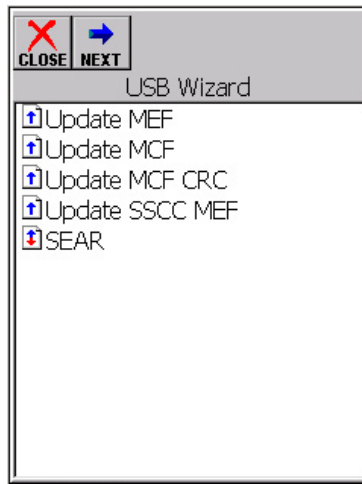 CLOSE NEXT
USB Wizard
Update MEF
Update MCF
Update MCF CRC
Update SSCC MEF
SEAR